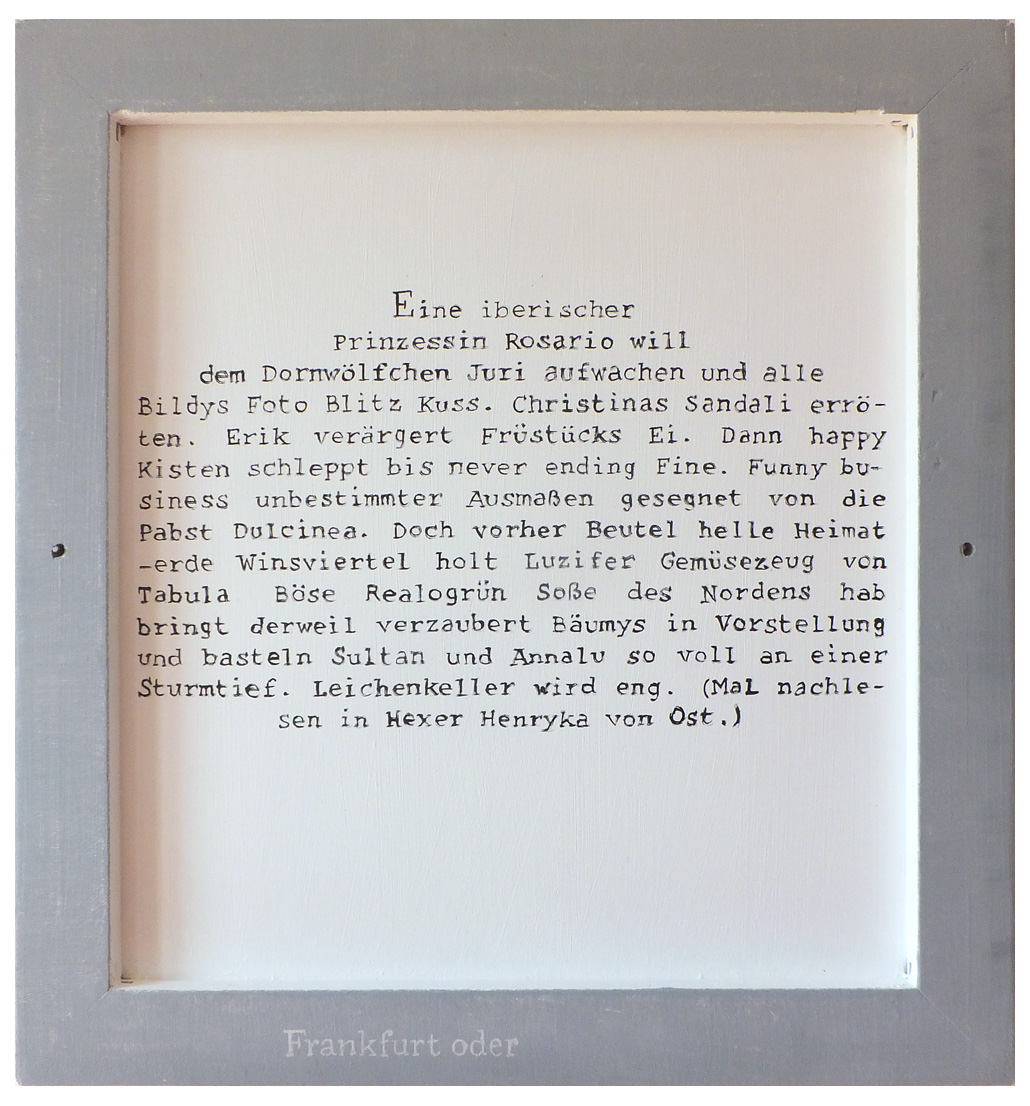 Eine iberischer
Prinzessin Rosario will
dem Dornwölfchen Juri aufwachen und alle
Bildys Foto Blitz Kuss. Christinas Sandali errö-
ten. Erik verärgert Früstücks Ei. Dann happy
Kisten schleppt bis never ending Fine. Funny bu-
siness unbestimmter Ausmaßen gesegnet von die
Pabst Dulcinea. Doch vorher Beutel helle Heimat
-erde Winsviertel holt Luzifer Gemüsezeug von
Tabula Böse Realogrün Soße des Nordens hab
bringt derweil verzaubert Bäumys in Vorstellung
und basteln Sultan und Annalu so voll an einer
Sturmtief. Leichenkeller wird eng. (Mal nachle-
sen in Hexer Henryka von Ost.)
Frankfurt oder